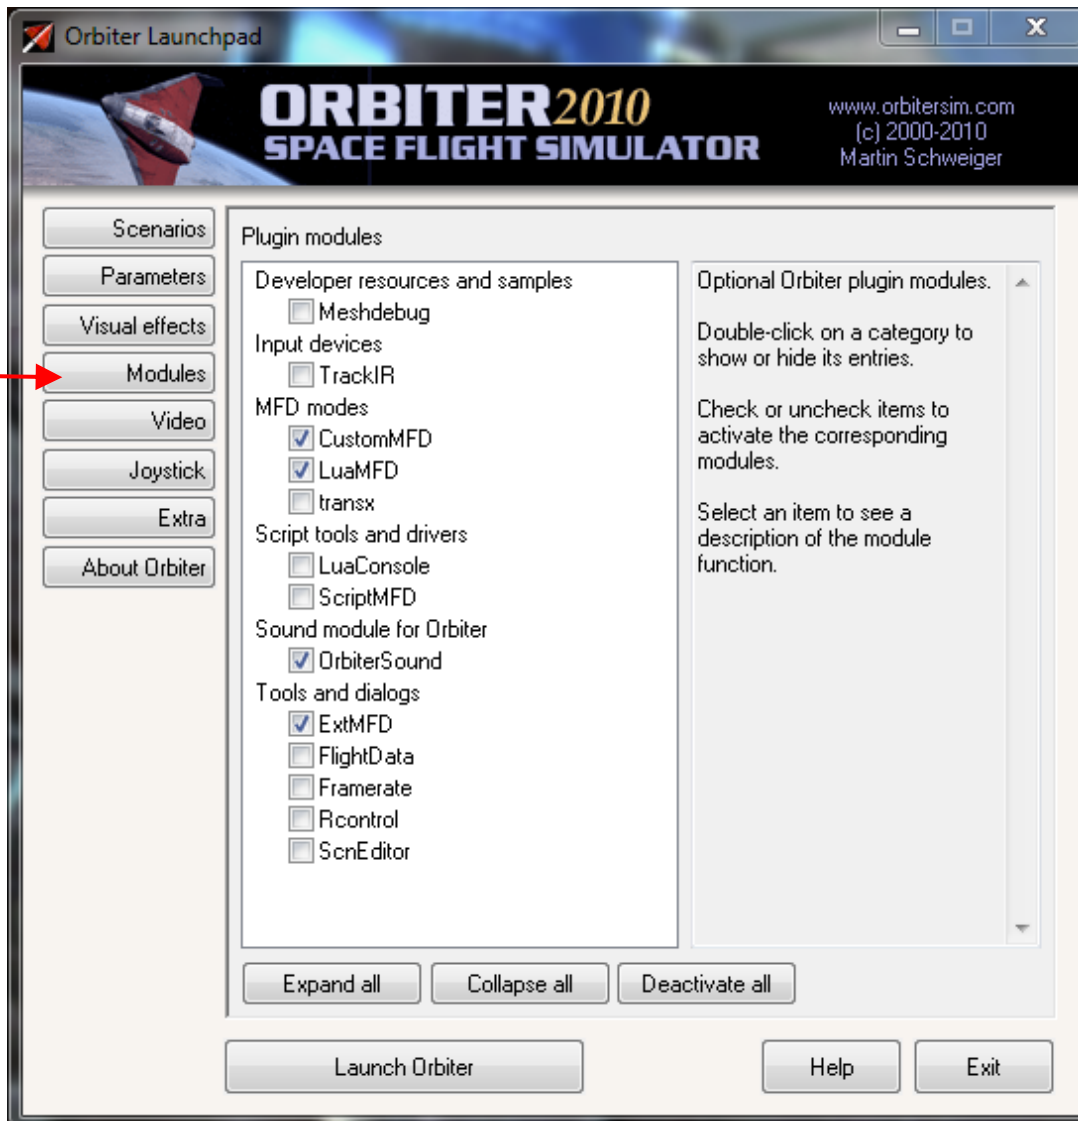 Orbiter Launchpad
ORBITER 2010
SPACE FLIGHT SIMULATOR
www.orbitersim.com
(c) 2000-2010
Martin Schweiger
Scenarios
Parameters
Visual effects
Modules
Video
Joystick
Extra
About Orbiter
Plugin modules
Developer resources and samples
Meshdebug
Input devices
TrackIR
MFD modes
CustomMFD
LuaMFD
transx
Script tools and drivers
LuaConsole
ScriptMFD
Sound module for Orbiter
OrbiterSound
Tools and dialogs
ExtMFD
FlightData
Framerate
Rcontrol
ScnEditor
Optional Orbiter plugin modules.
Double-click on a category to
show or hide its entries.
Check or uncheck items to
activate the corresponding
modules.
Select an item to see a
description of the module
function.
Expand all
Collapse all
Deactivate all
Launch Orbiter
Help
Exit